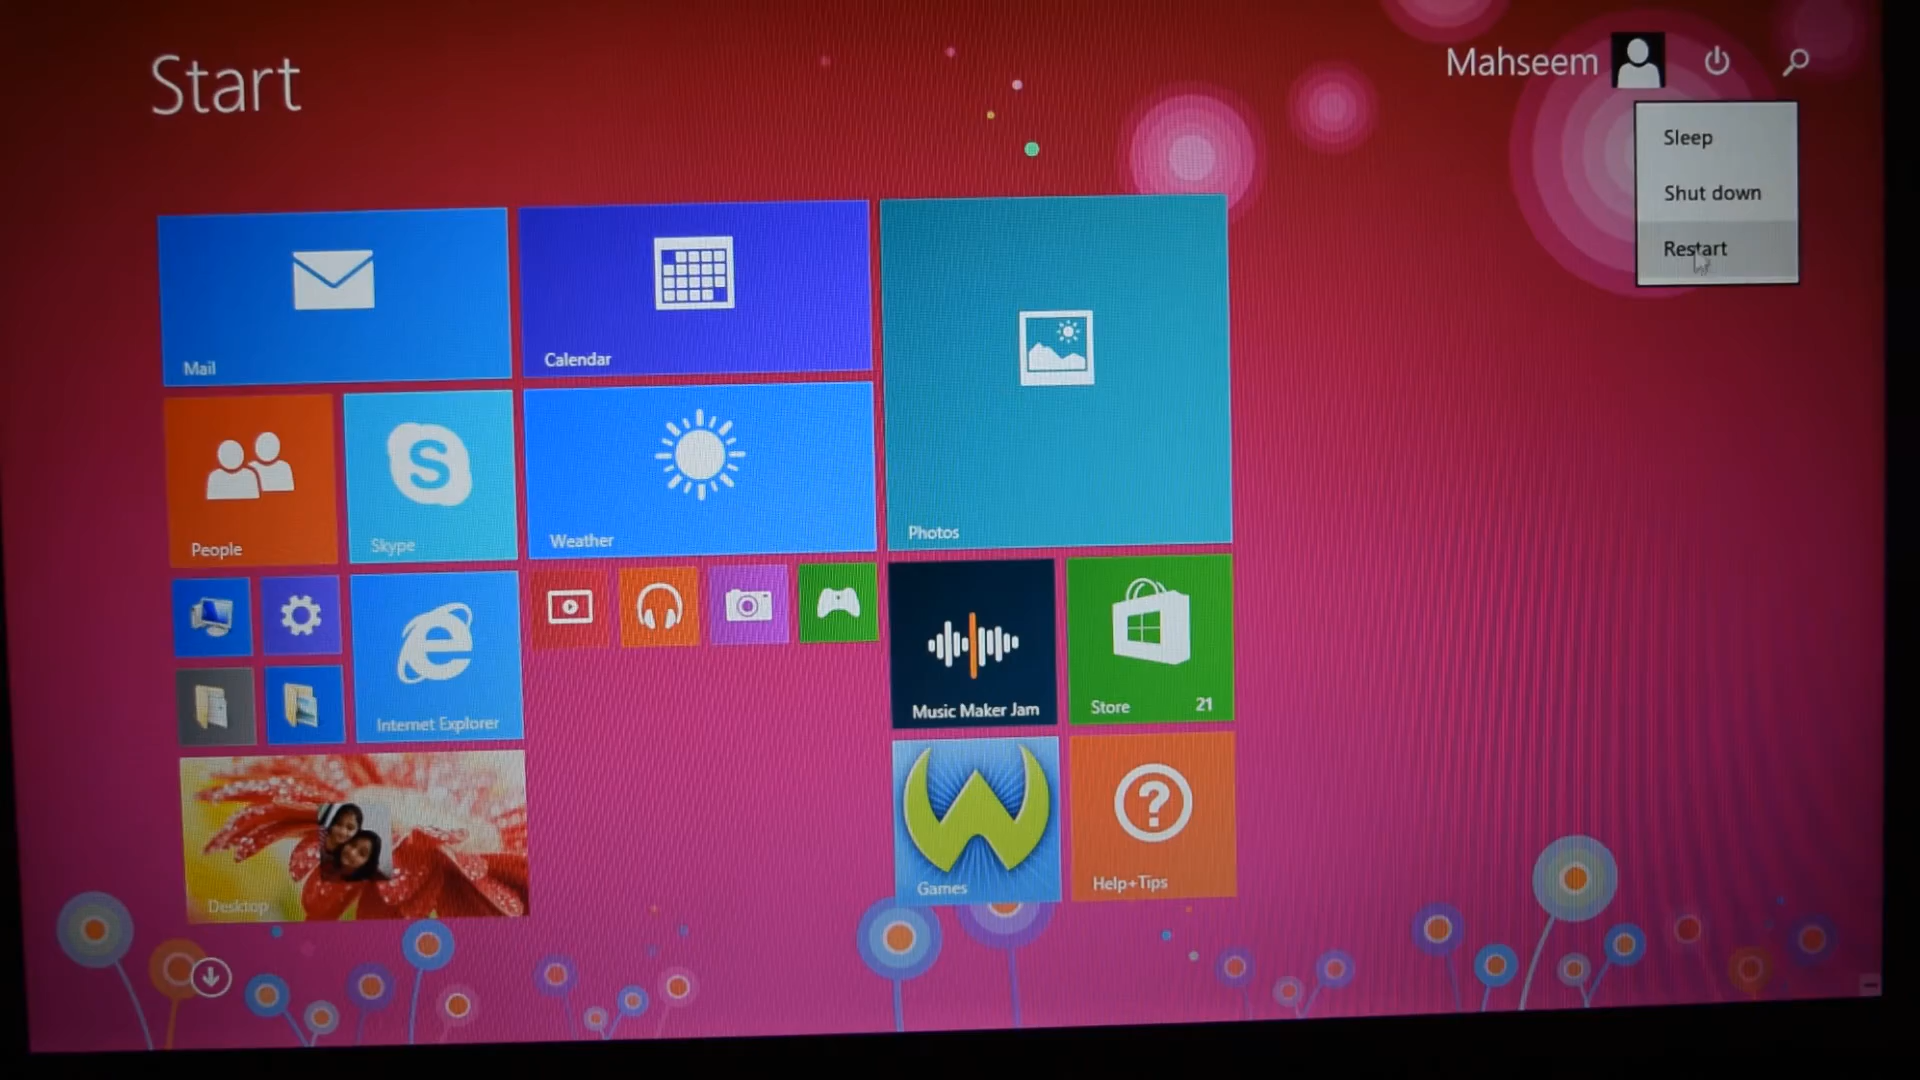 Start
Mahseem
Sleep
Shut down
Restart
Mail
Calendar
Photos
People
Skype
Weather
Internet Explorer
Music Maker Jam
Store 21
Desktop
Games
Help+Tips